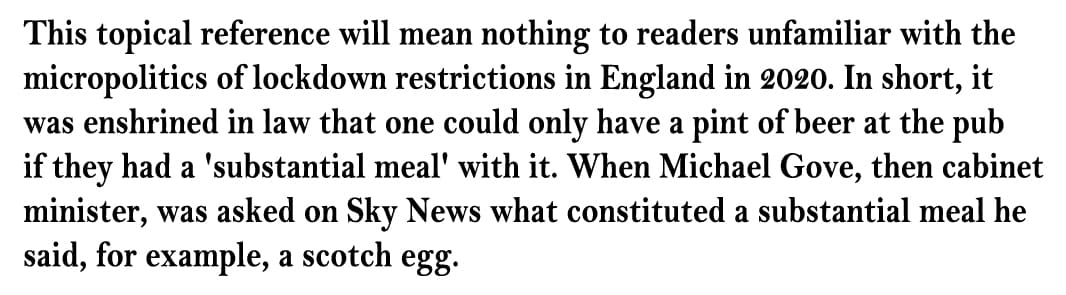 This topical reference will mean nothing to readers unfamiliar with the
micropolitics of lockdown restrictions in England in 2020. In short, it
was enshrined in law that one could only have a pint of beer at the pub
if they had a 'substantial meal' with it. When Michael Gove, then cabinet
minister, was asked on Sky News what constituted a substantial meal he
said, for example, a scotch egg.